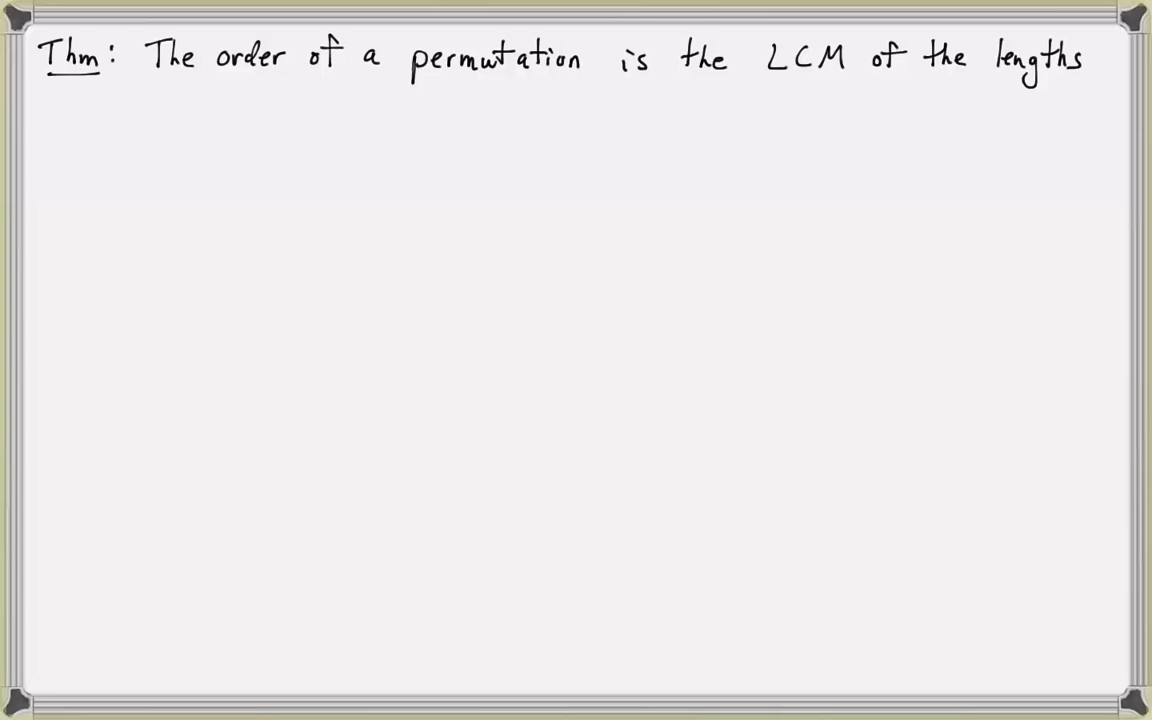 Thm: The order of a permutation is the LCM of the lengths